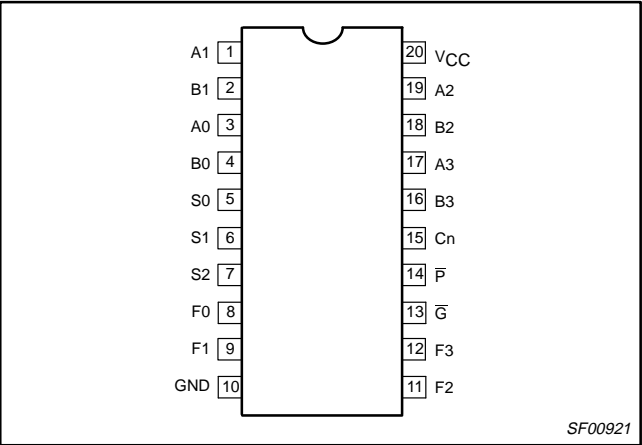 A1 1 20 VCC
B1 2 19 A2
A0 3 18 B2
B0 4 17 A3
S0 5 16 B3
S1 6 15 Cn
S2 7 14 P̅
F0 8 13 G̅
F1 9 12 F3
GND 10 11 F2
SF00921